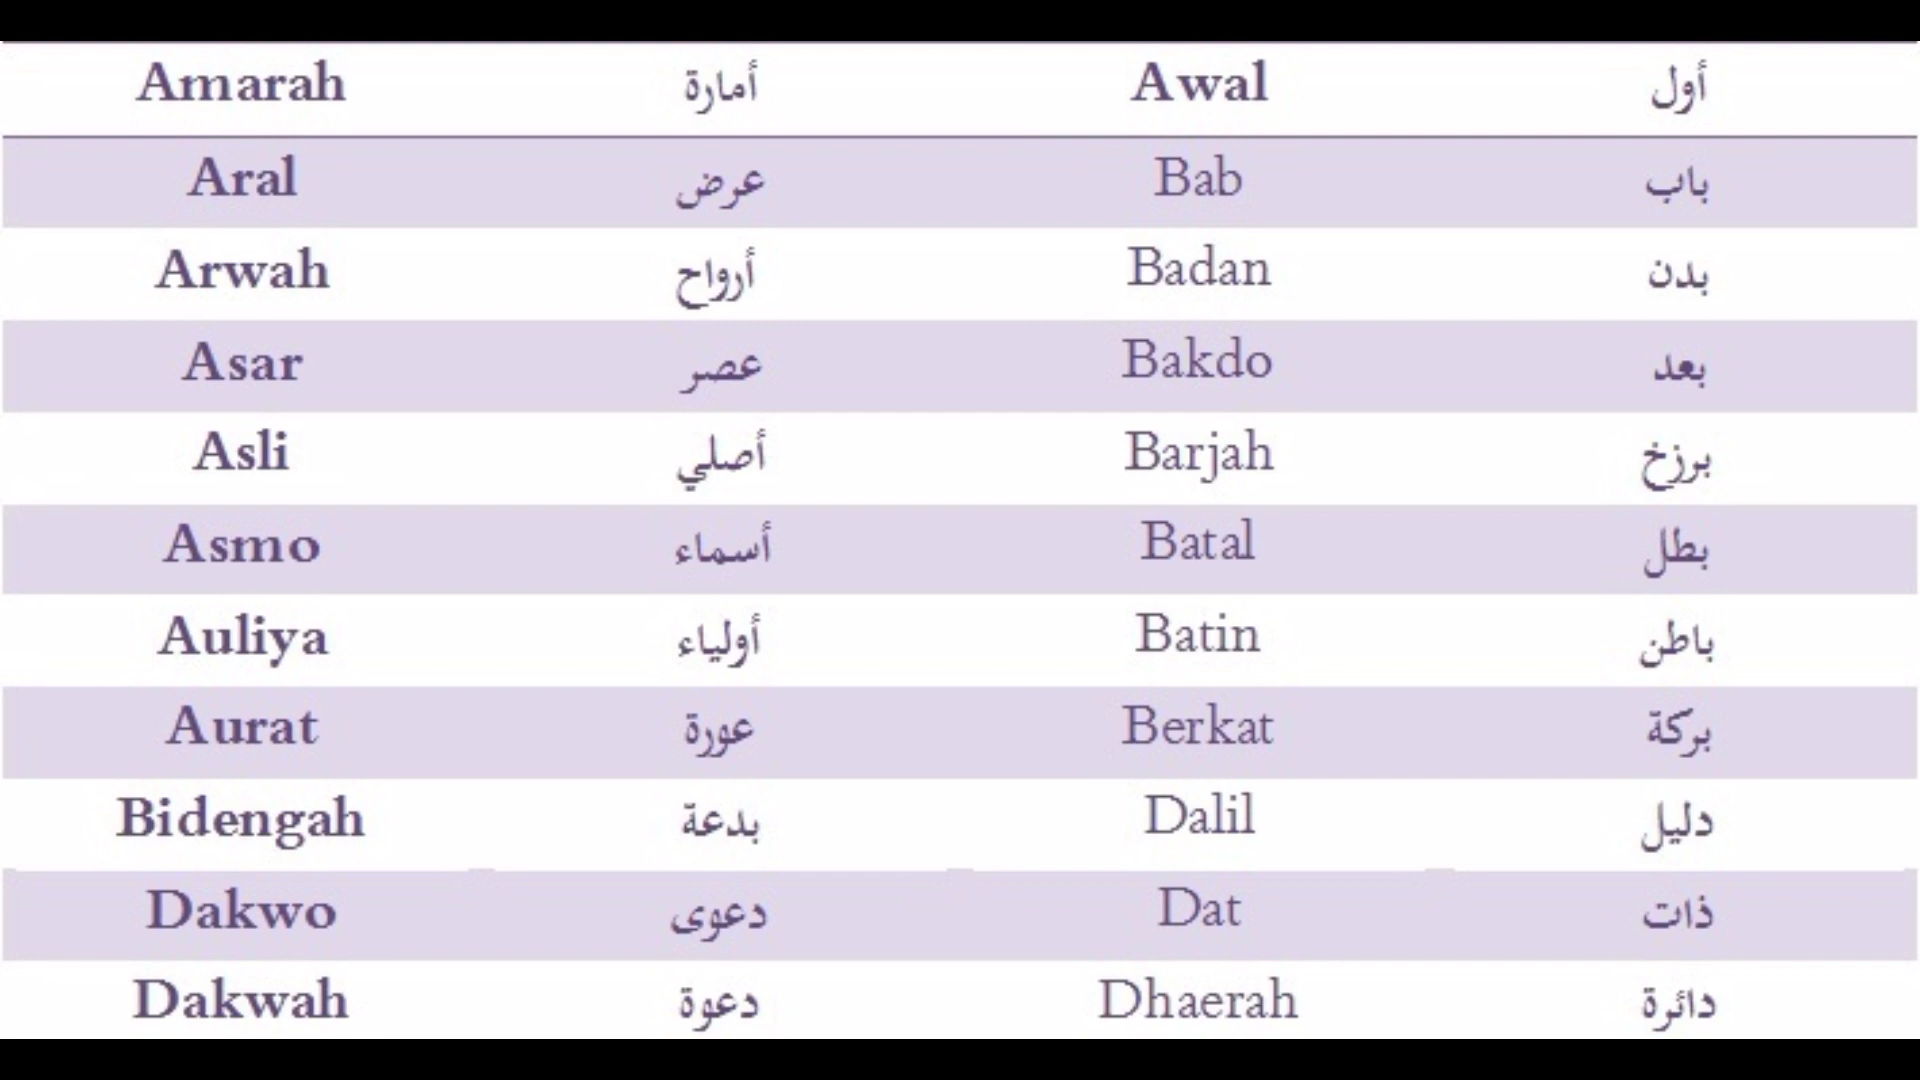 Amarah أمارة Awal أول
Aral عرض Bab باب
Arwah أرواح Badan بدن
Asar عصر Bakdo بعد
Asli أصلي Barjah برزخ
Asmo أسماء Batal بطل
Auliya أولياء Batin باطن
Aurat عورة Berkat بركة
Bidengah بدعة Dalil دليل
Dakwo دعوى Dat ذات
Dakwah دعوة Dhaerah دائرة